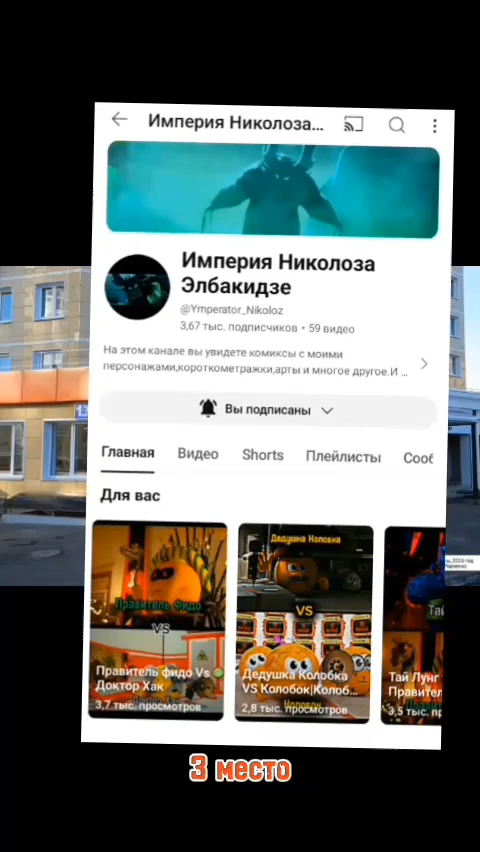 Империя Николоза...
Империя Николоза
Элбакидзе
@Ymperator_Nikoloz
3,67 тыс. подписчиков • 59 видео
На этом канале вы увидете комиксы с моими
персонажами,короткометражки,арты и многое другое.И ...
Вы подписаны
Главная Видео Shorts Плейлисты Сооб
Для вас
Правитель Фидо
VS
Правитель фидо Vs
Доктор Хак
3,7 тыс. просмотров
Дедушка Колобка
VS
Дедушка Колобка
VS Колобок|Колоб...
Колобок
2,8 тыс. просмотров
Тай
Тай Лунг
Правител
3,5 тыс. пр
3 место